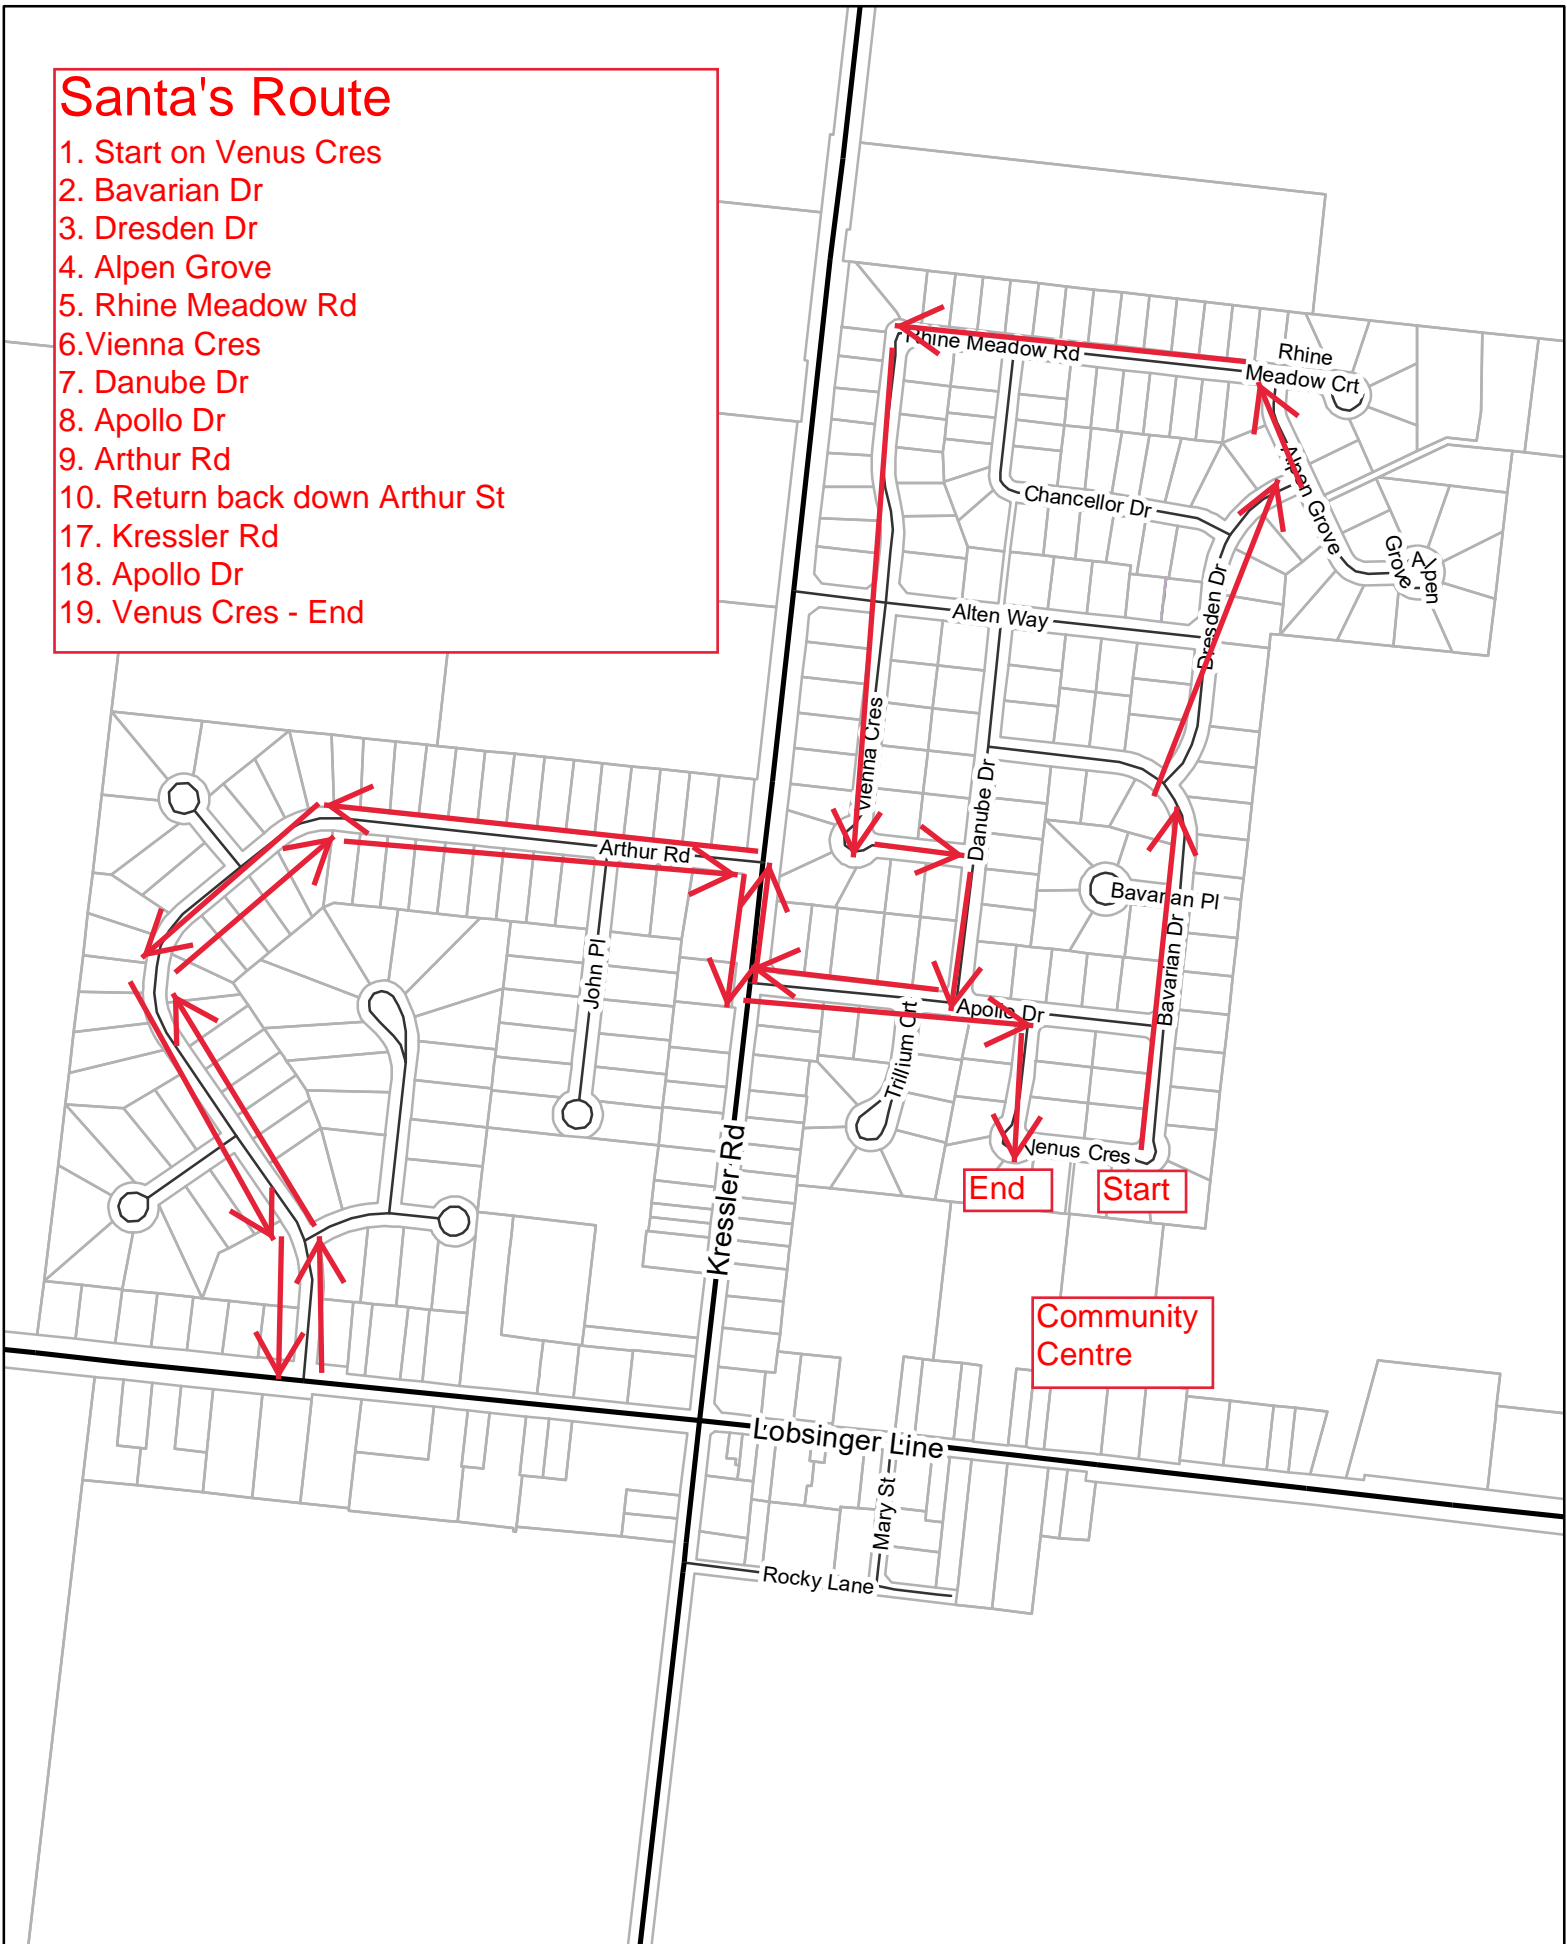 Santa's Route
1. Start on Venus Cres
2. Bavarian Dr
3. Dresden Dr
4. Alpen Grove
5. Rhine Meadow Rd
6.Vienna Cres
7. Danube Dr
8. Apollo Dr
9. Arthur Rd
10. Return back down Arthur St
17. Kressler Rd
18. Apollo Dr
19. Venus Cres - End
Rhine Meadow Rd
Rhine
Meadow Crt
Alpen Grove
Chancellor Dr
Alpen
Grove
Alten Way
Dresden Dr
Vienna Cres
Danube Dr
Arthur Rd
Bavarian Pl
Bavarian Dr
John Pl
Apollo Dr
Trillium Crt
Venus Cres
Kressler Rd
End
Start
Community
Centre
Lobsinger Line
Mary St
Rocky Lane